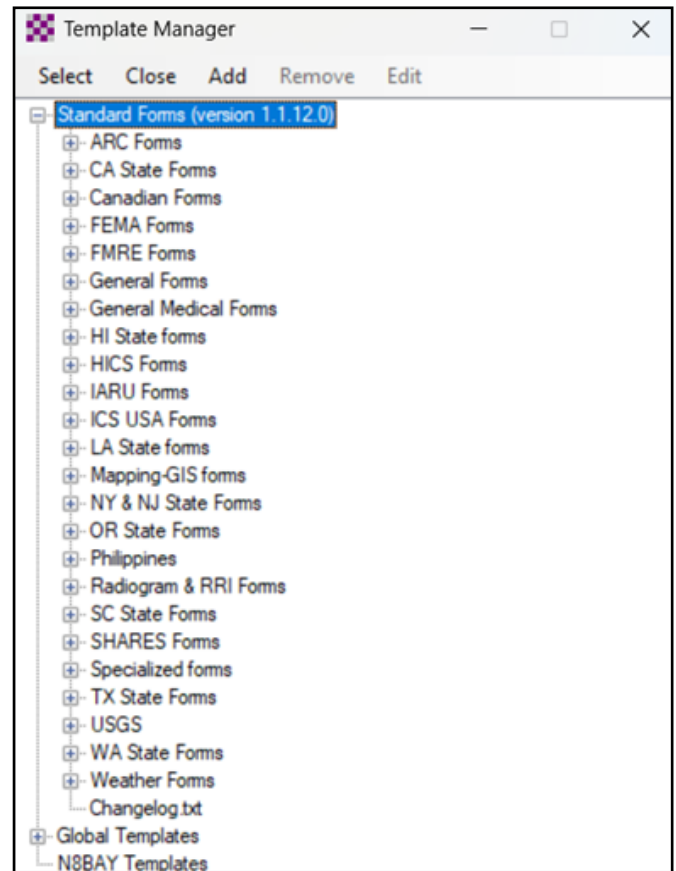 Template Manager
Select Close Add Remove Edit
Standard Forms (version 1.1.12.0)
ARC Forms
CA State Forms
Canadian Forms
FEMA Forms
FMRE Forms
General Forms
General Medical Forms
HI State forms
HICS Forms
IARU Forms
ICS USA Forms
LA State forms
Mapping-GIS forms
NY & NJ State Forms
OR State Forms
Philippines
Radiogram & RRI Forms
SC State Forms
SHARES Forms
Specialized forms
TX State Forms
USGS
WA State Forms
Weather Forms
Changelog.txt
Global Templates
N8BAY Templates